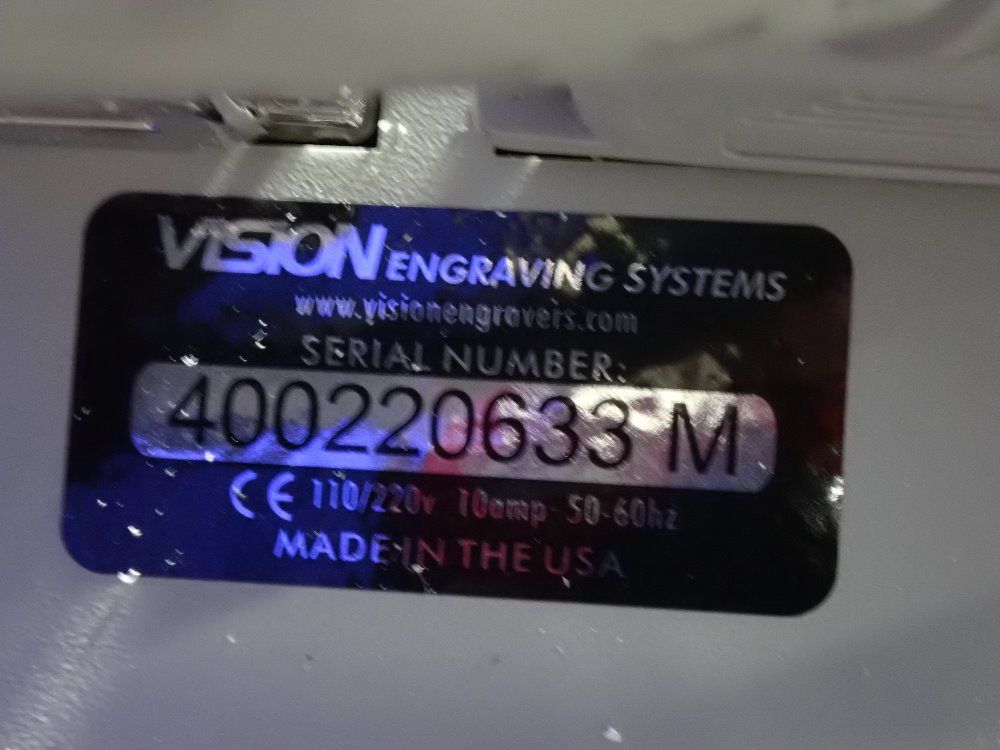 VISION ENGRAVING SYSTEMS
www.visionengravers.com
SERIAL NUMBER:
400220633 M
CE 110/220v 10amp 50-60hz
MADE IN THE USA